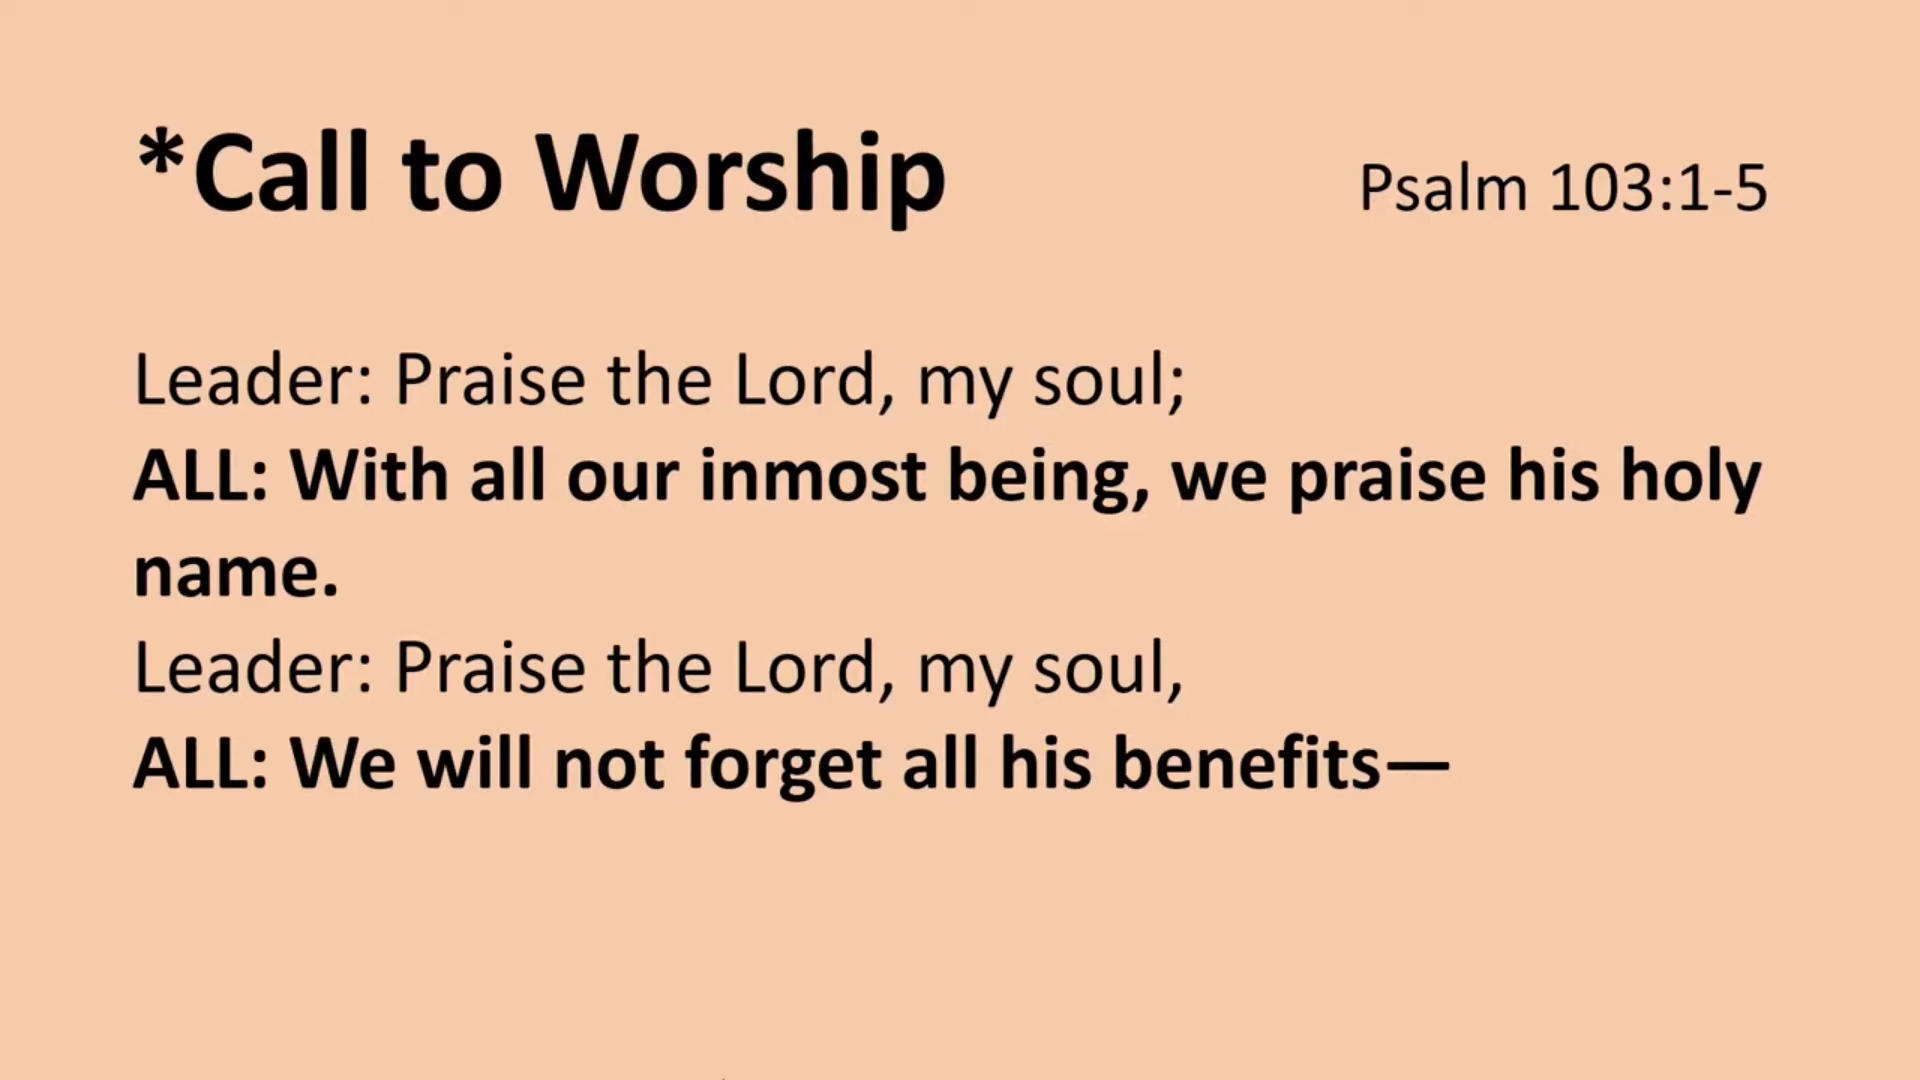 *Call to Worship Psalm 103:1-5
Leader: Praise the Lord, my soul;
ALL: With all our inmost being, we praise his holy
name.
Leader: Praise the Lord, my soul,
ALL: We will not forget all his benefits—